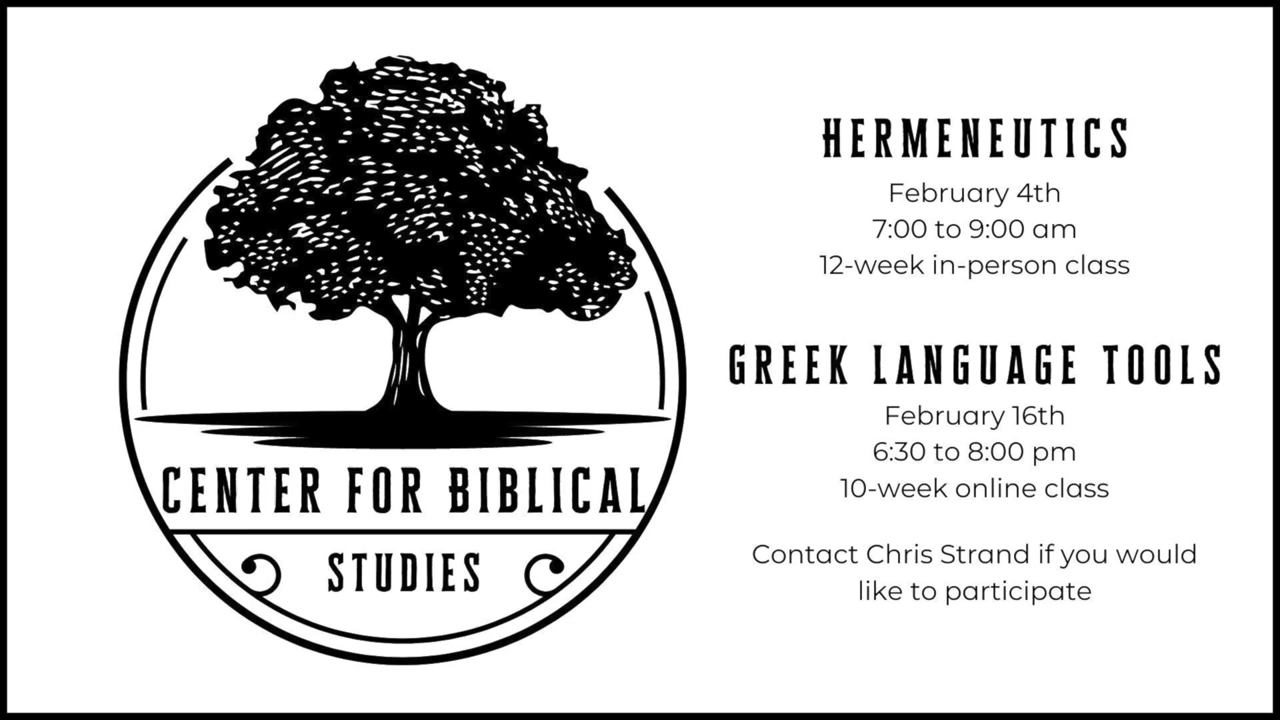 CENTER FOR BIBLICAL
STUDIES
HERMENEUTICS
February 4th
7:00 to 9:00 am
12-week in-person class
GREEK LANGUAGE TOOLS
February 16th
6:30 to 8:00 pm
10-week online class
Contact Chris Strand if you would
like to participate